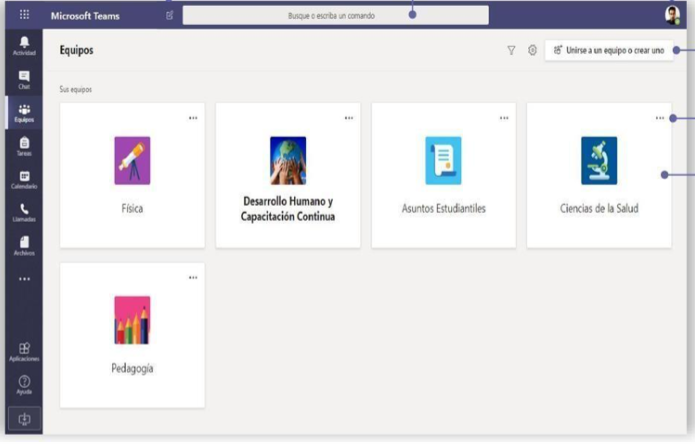 Microsoft Teams
Busque o escriba un comando
Actividad
Chat
Equipos
Tareas
Calendario
Llamadas
Archivos
Aplicaciones
Ayuda
Equipos
Unirse a un equipo o crear uno
Sus equipos
Física
Desarrollo Humano y
Capacitación Continua
Asuntos Estudiantiles
Ciencias de la Salud
Pedagogía